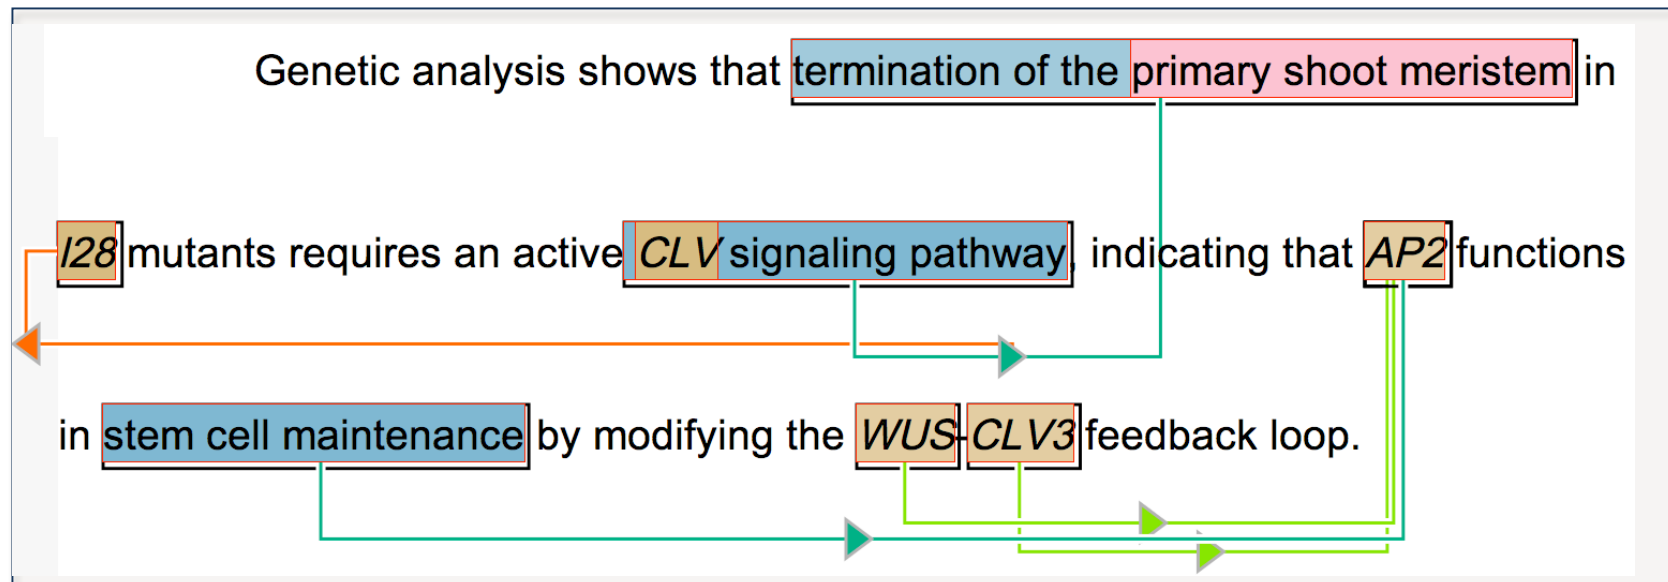 Genetic analysis shows that termination of the primary shoot meristem in
l28 mutants requires an active CLV signaling pathway, indicating that AP2 functions
in stem cell maintenance by modifying the WUS-CLV3 feedback loop.